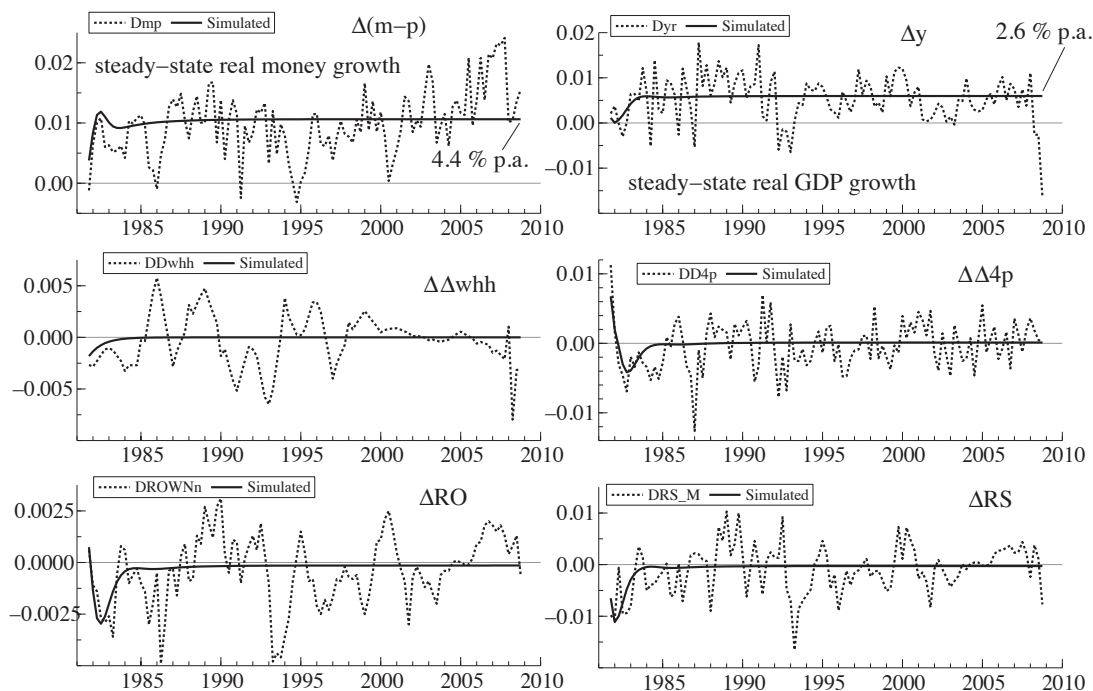 Dmp Simulated
Δ(m–p)
steady–state real money growth
4.4 % p.a.
0.02
0.01
0.00
1985 1990 1995 2000 2005 2010
Dyr Simulated
Δy
2.6 % p.a.
steady–state real GDP growth
0.02
0.01
0.00
–0.01
1985 1990 1995 2000 2005 2010
DDwhh Simulated
ΔΔwhh
0.005
0.000
–0.005
1985 1990 1995 2000 2005 2010
DD4p Simulated
ΔΔ4p
0.01
0.00
–0.01
1985 1990 1995 2000 2005 2010
DROWNn Simulated
ΔRO
0.0025
0.0000
–0.0025
1985 1990 1995 2000 2005 2010
DRS_M Simulated
ΔRS
0.01
0.00
–0.01
1985 1990 1995 2000 2005 2010